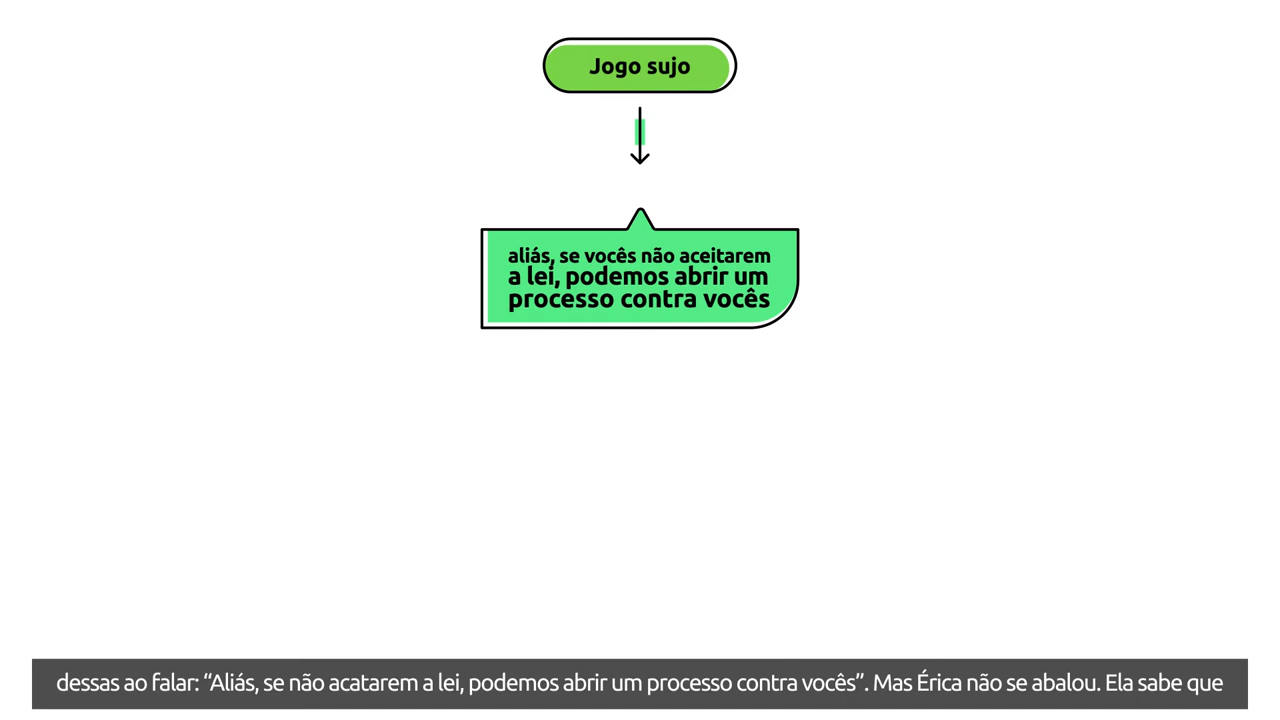 Jogo sujo
aliás, se vocês não aceitarem
a lei, podemos abrir um
processo contra vocês
dessas ao falar: “Aliás, se não acatarem a lei, podemos abrir um processo contra vocês”. Mas Érica não se abalou. Ela sabe que